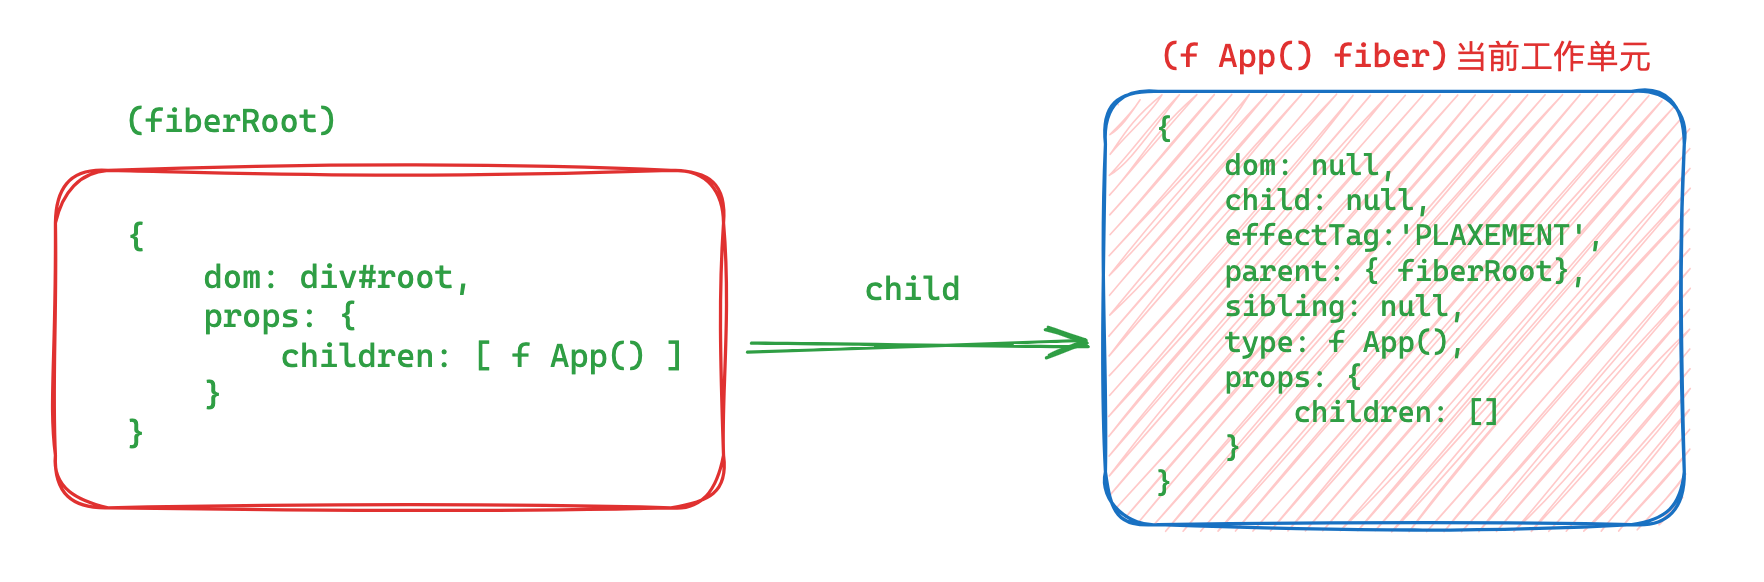 (fiberRoot)
{
dom: div#root,
props: {
children: [ f App() ]
}
}
child
(f App() fiber)当前工作单元
{
dom: null,
child: null,
effectTag:'PLAXEMENT',
parent: { fiberRoot},
sibling: null,
type: f App(),
props: {
children: []
}
}